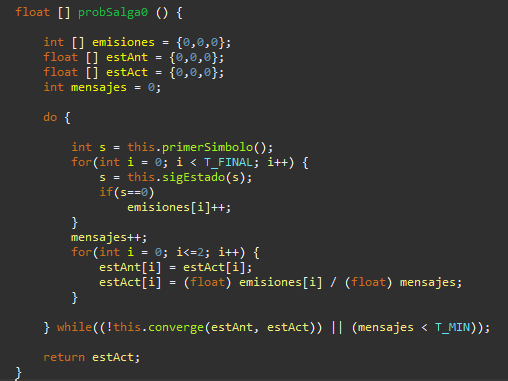 float [] probSalga0 () {
int [] emisiones = {0,0,0};
float [] estAnt = {0,0,0};
float [] estAct = {0,0,0};
int mensajes = 0;
do {
int s = this.primerSimbolo();
for(int i = 0; i < T_FINAL; i++) {
s = this.sigEstado(s);
if(s==0)
emisiones[i]++;
}
mensajes++;
for(int i = 0; i<=2; i++) {
estAnt[i] = estAct[i];
estAct[i] = (float) emisiones[i] / (float) mensajes;
}
} while((!this.converge(estAnt, estAct)) || (mensajes < T_MIN));
return estAct;
}